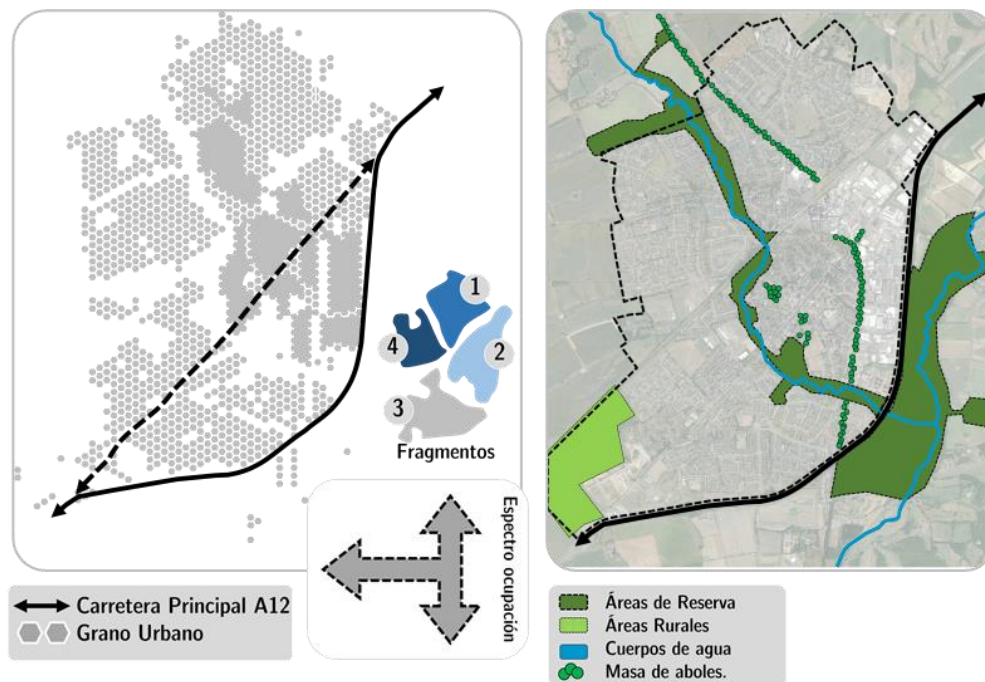 1
4
2
3
Fragmentos
Espectro ocupación
Carretera Principal A12
Grano Urbano
Áreas de Reserva
Áreas Rurales
Cuerpos de agua
Masa de aboles.